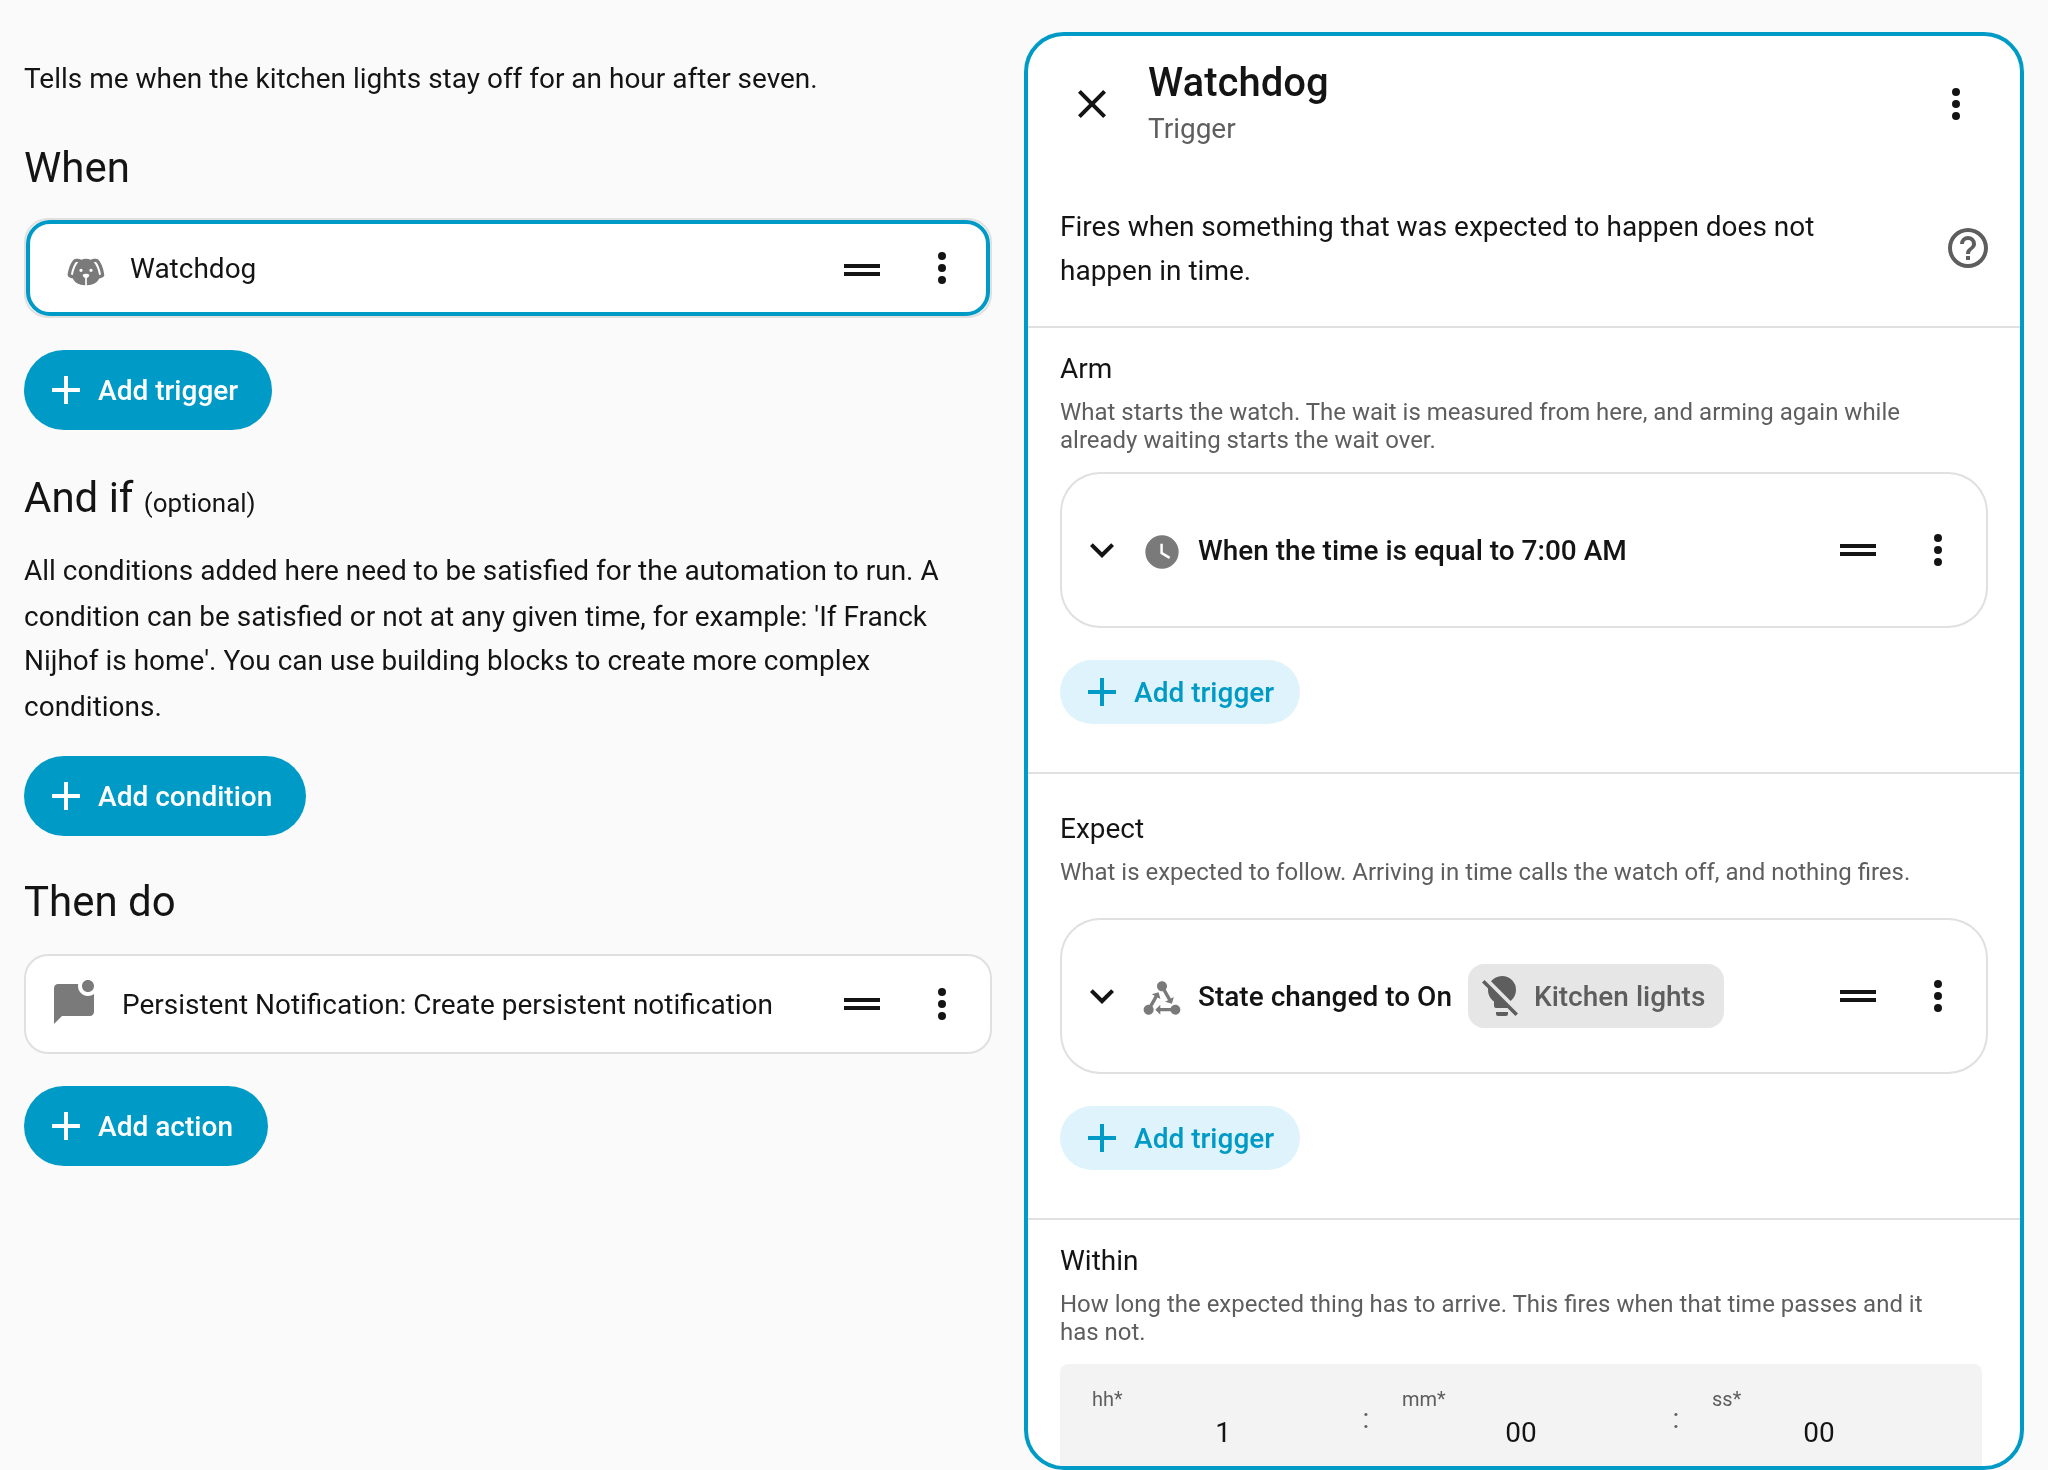 Tells me when the kitchen lights stay off for an hour after seven.
When
Watchdog
Add trigger
And if (optional)
All conditions added here need to be satisfied for the automation to run. A
condition can be satisfied or not at any given time, for example: 'If Franck
Nijhof is home'. You can use building blocks to create more complex
conditions.
Add condition
Then do
Persistent Notification: Create persistent notification
Add action
Watchdog
Trigger
Fires when something that was expected to happen does not
happen in time.
Arm
What starts the watch. The wait is measured from here, and arming again while
already waiting starts the wait over.
When the time is equal to 7:00 AM
Add trigger
Expect
What is expected to follow. Arriving in time calls the watch off, and nothing fires.
State changed to On Kitchen lights
Add trigger
Within
How long the expected thing has to arrive. This fires when that time passes and it
has not.
hh* mm* ss*
1 : 00 : 00